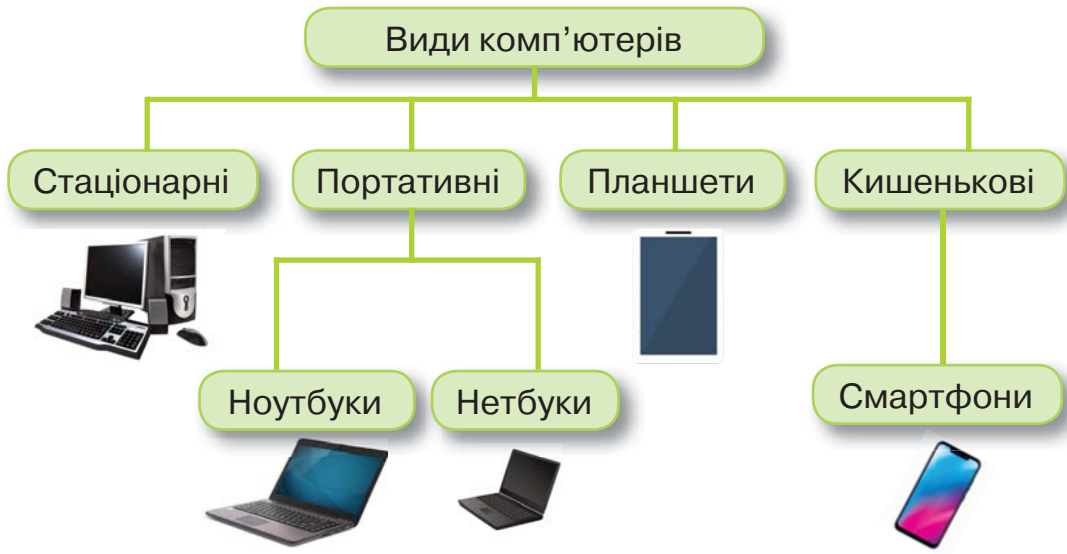 Види комп’ютерів
Стаціонарні
Портативні
Планшети
Кишенькові
Ноутбуки
Нетбуки
Смартфони